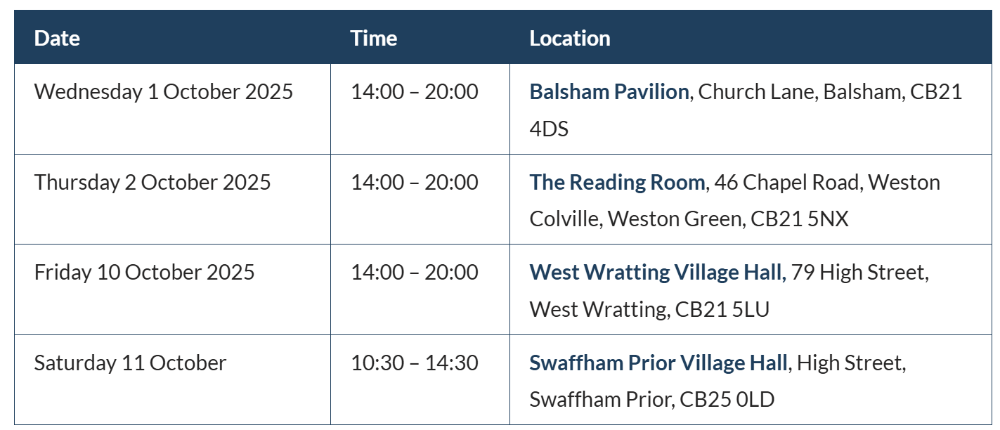 Date Time Location
Wednesday 1 October 2025 14:00 – 20:00 Balsham Pavilion, Church Lane, Balsham, CB21
4DS
Thursday 2 October 2025 14:00 – 20:00 The Reading Room, 46 Chapel Road, Weston
Colville, Weston Green, CB21 5NX
Friday 10 October 2025 14:00 – 20:00 West Wratting Village Hall, 79 High Street,
West Wratting, CB21 5LU
Saturday 11 October 10:30 – 14:30 Swaffham Prior Village Hall, High Street,
Swaffham Prior, CB25 0LD